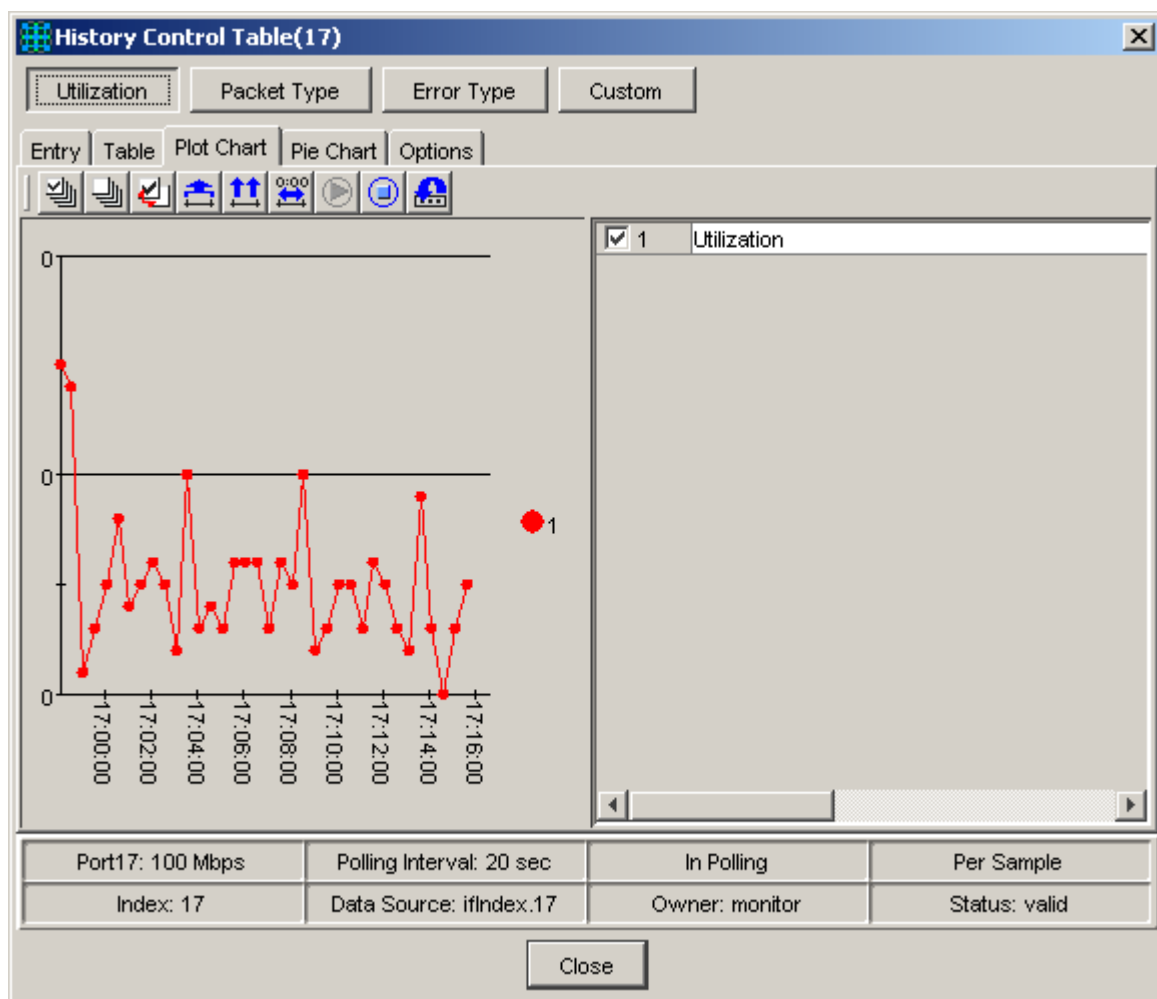 History Control Table(17)
Utilization Packet Type Error Type Custom
Entry Table Plot Chart Pie Chart Options
0:00
1 Utilization
0
0
1
0
17:00:00 17:02:00 17:04:00 17:06:00 17:08:00 17:10:00 17:12:00 17:14:00 17:16:00
Port17: 100 Mbps Polling Interval: 20 sec In Polling Per Sample
Index: 17 Data Source: ifIndex.17 Owner: monitor Status: valid
Close